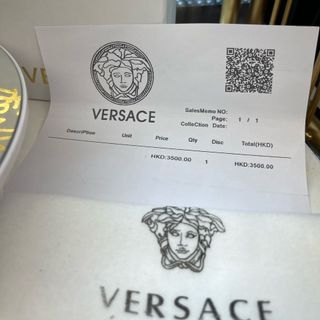 VERSACE
SalesMemo NO:
Page: 1 / 1
CollecCtion Date:
Description Unit Price Qty Disc Total(HKD)
HKD:3500.00 1 HKD:3500.00
VERSACE